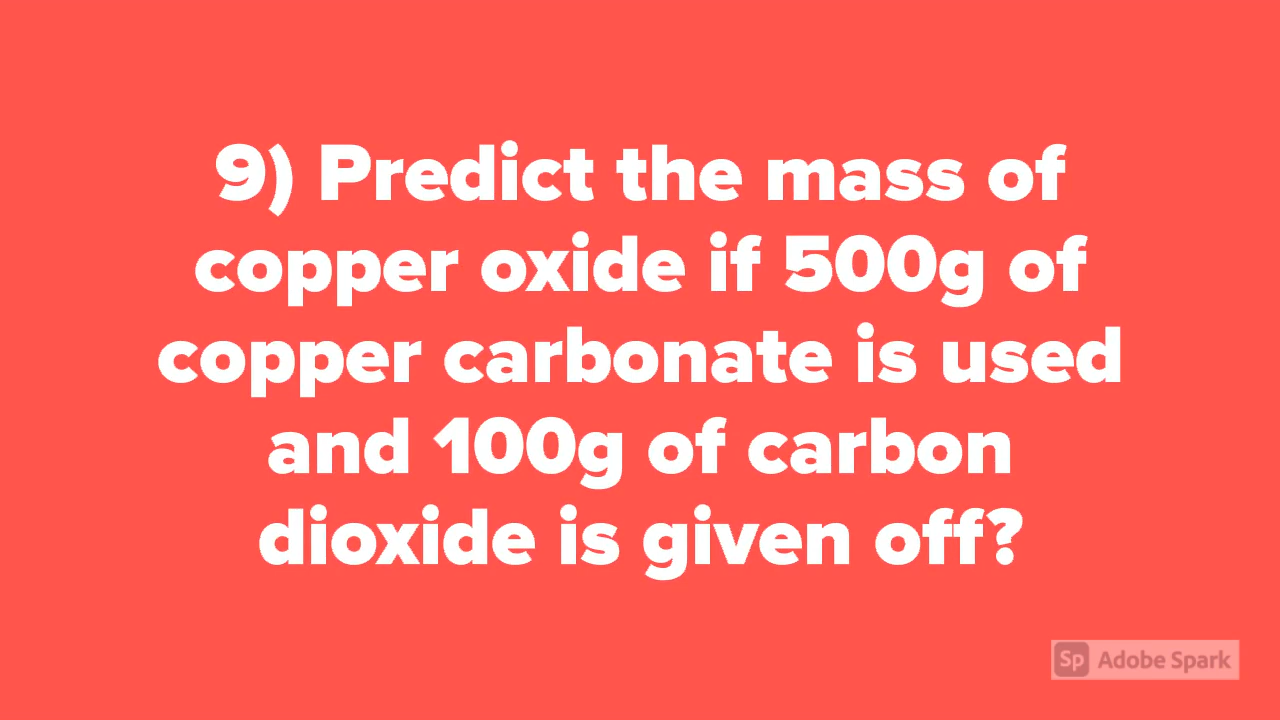 9) Predict the mass of
copper oxide if 500g of
copper carbonate is used
and 100g of carbon
dioxide is given off?
Sp Adobe Spark